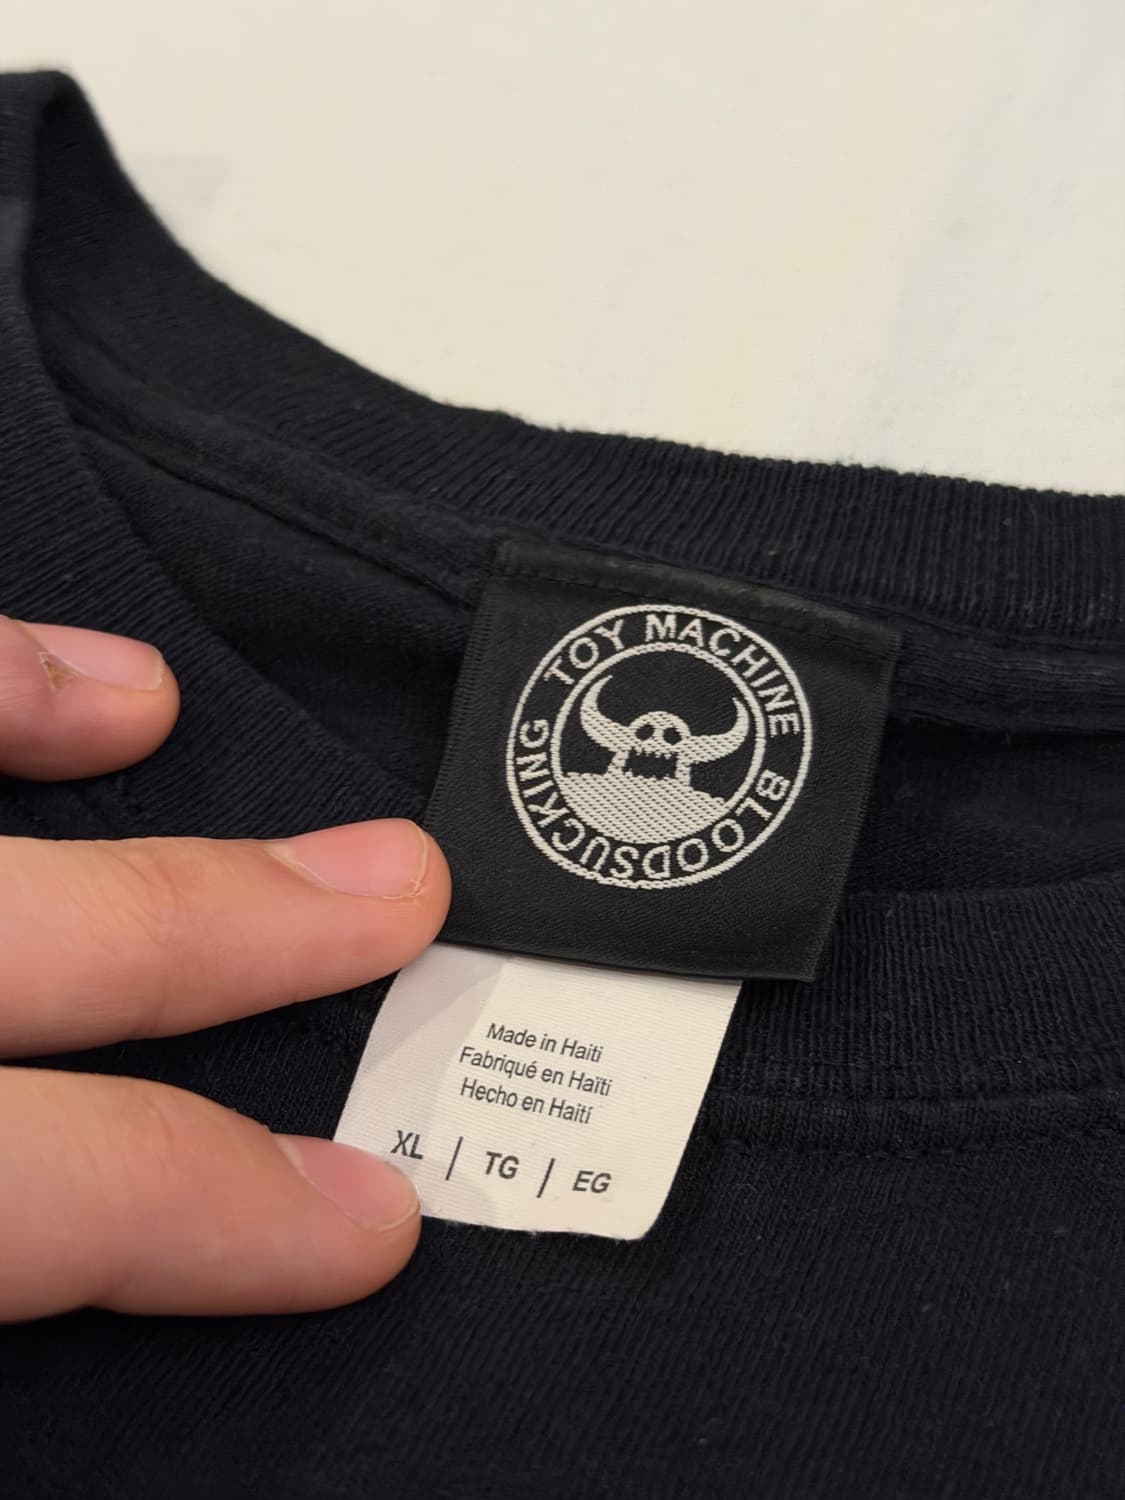 TOY MACHINE BLOODSUCKING
Made in Haiti
Fabriqué en Haïti
Hecho en Haití
XL | TG | EG